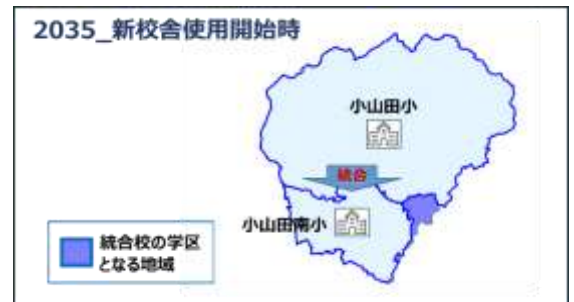 2035_新校舎使用開始時
小山田小
統合
小山田南小
統合校の学区
となる地域